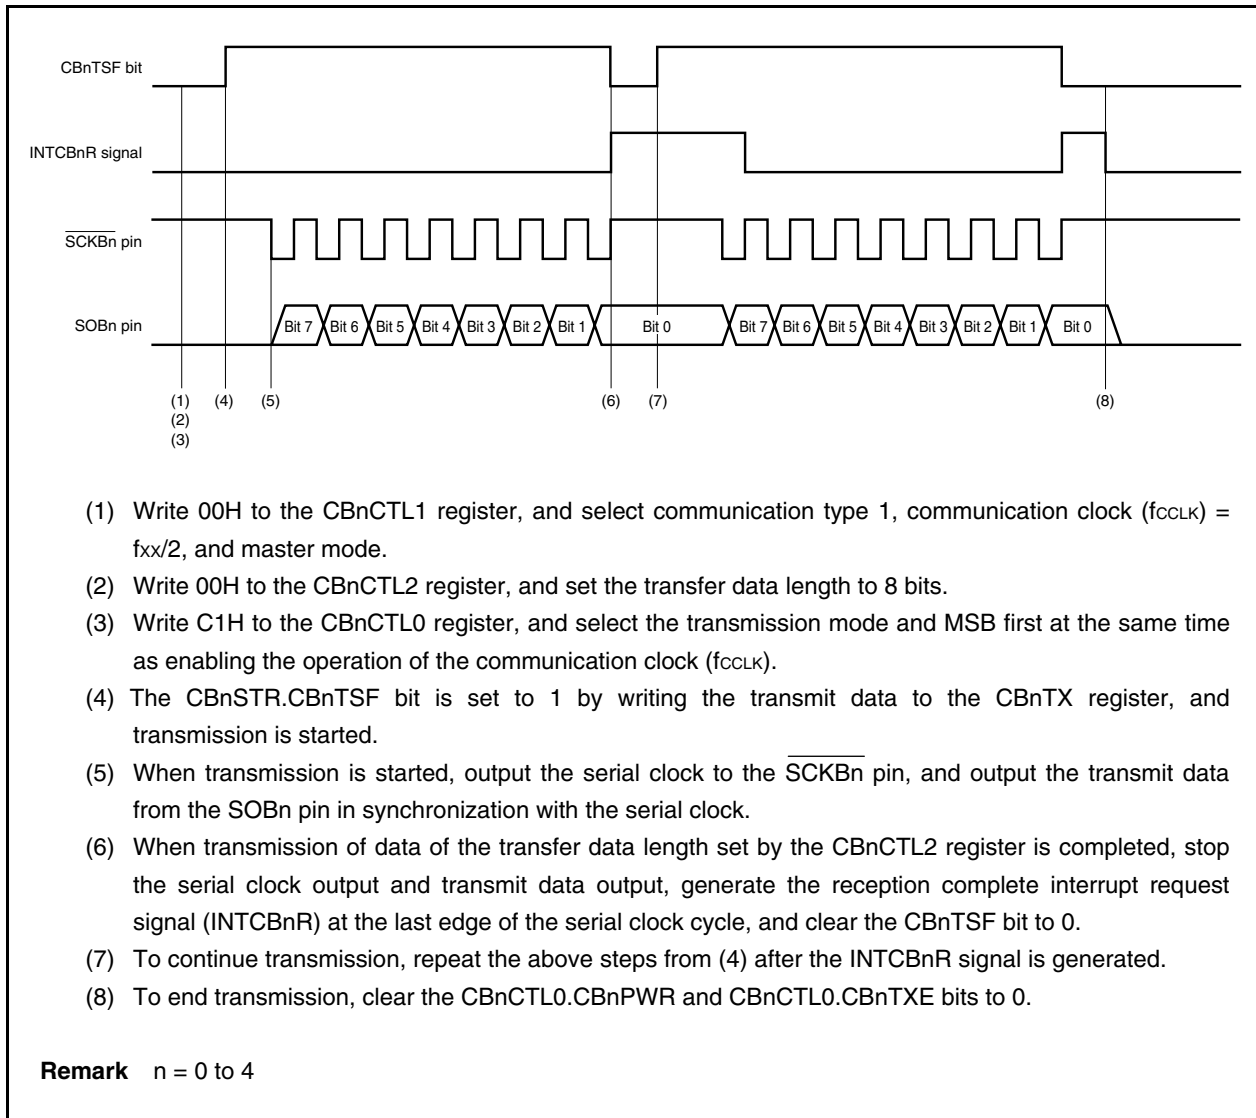 CBnTSF bit
INTCBnR signal
SCKBn pin
SOBn pin
Bit 7 Bit 6 Bit 5 Bit 4 Bit 3 Bit 2 Bit 1 Bit 0 Bit 7 Bit 6 Bit 5 Bit 4 Bit 3 Bit 2 Bit 1 Bit 0
(1) (4) (5) (6) (7) (8)
(2)
(3)
(1) Write 00H to the CBnCTL1 register, and select communication type 1, communication clock (fCCLK) =
fxx/2, and master mode.
(2) Write 00H to the CBnCTL2 register, and set the transfer data length to 8 bits.
(3) Write C1H to the CBnCTL0 register, and select the transmission mode and MSB first at the same time
as enabling the operation of the communication clock (fCCLK).
(4) The CBnSTR.CBnTSF bit is set to 1 by writing the transmit data to the CBnTX register, and
transmission is started.
(5) When transmission is started, output the serial clock to the SCKBn pin, and output the transmit data
from the SOBn pin in synchronization with the serial clock.
(6) When transmission of data of the transfer data length set by the CBnCTL2 register is completed, stop
the serial clock output and transmit data output, generate the reception complete interrupt request
signal (INTCBnR) at the last edge of the serial clock cycle, and clear the CBnTSF bit to 0.
(7) To continue transmission, repeat the above steps from (4) after the INTCBnR signal is generated.
(8) To end transmission, clear the CBnCTL0.CBnPWR and CBnCTL0.CBnTXE bits to 0.
Remark n = 0 to 4